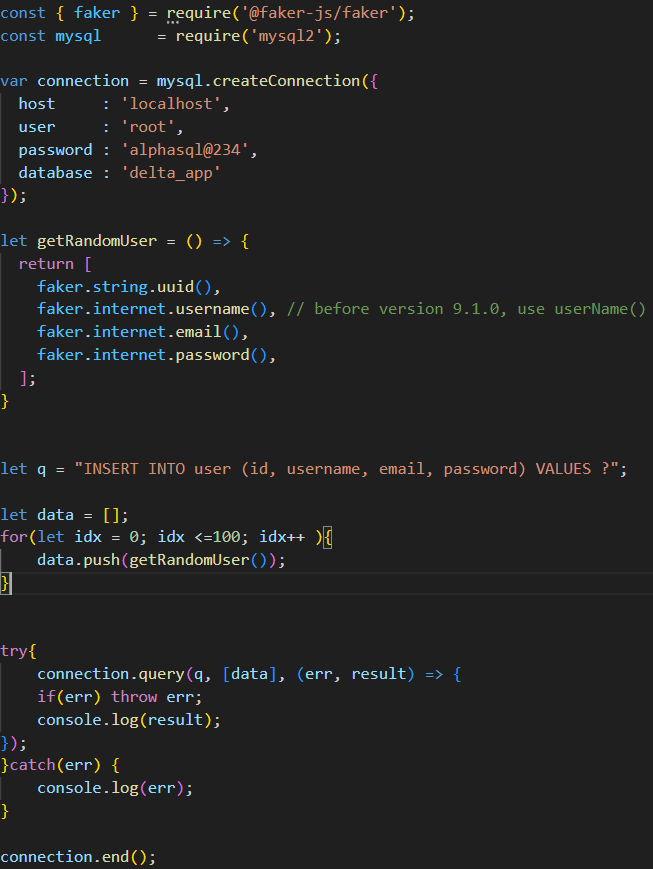 const { faker } = require('@faker-js/faker');
const mysql      = require('mysql2');
var connection = mysql.createConnection({
  host     : 'localhost',
  user     : 'root',
  password : 'alphasql@234',
  database : 'delta_app'
});
let getRandomUser = () => {
  return [
    faker.string.uuid(),
    faker.internet.username(), // before version 9.1.0, use userName()
    faker.internet.email(),
    faker.internet.password(),
  ];
}
let q = "INSERT INTO user (id, username, email, password) VALUES ?";
let data = [];
for(let idx = 0; idx <=100; idx++ ){
    data.push(getRandomUser());
}
try{
    connection.query(q, [data], (err, result) => {
    if(err) throw err;
    console.log(result);
});
}catch(err) {
    console.log(err);
}
connection.end();